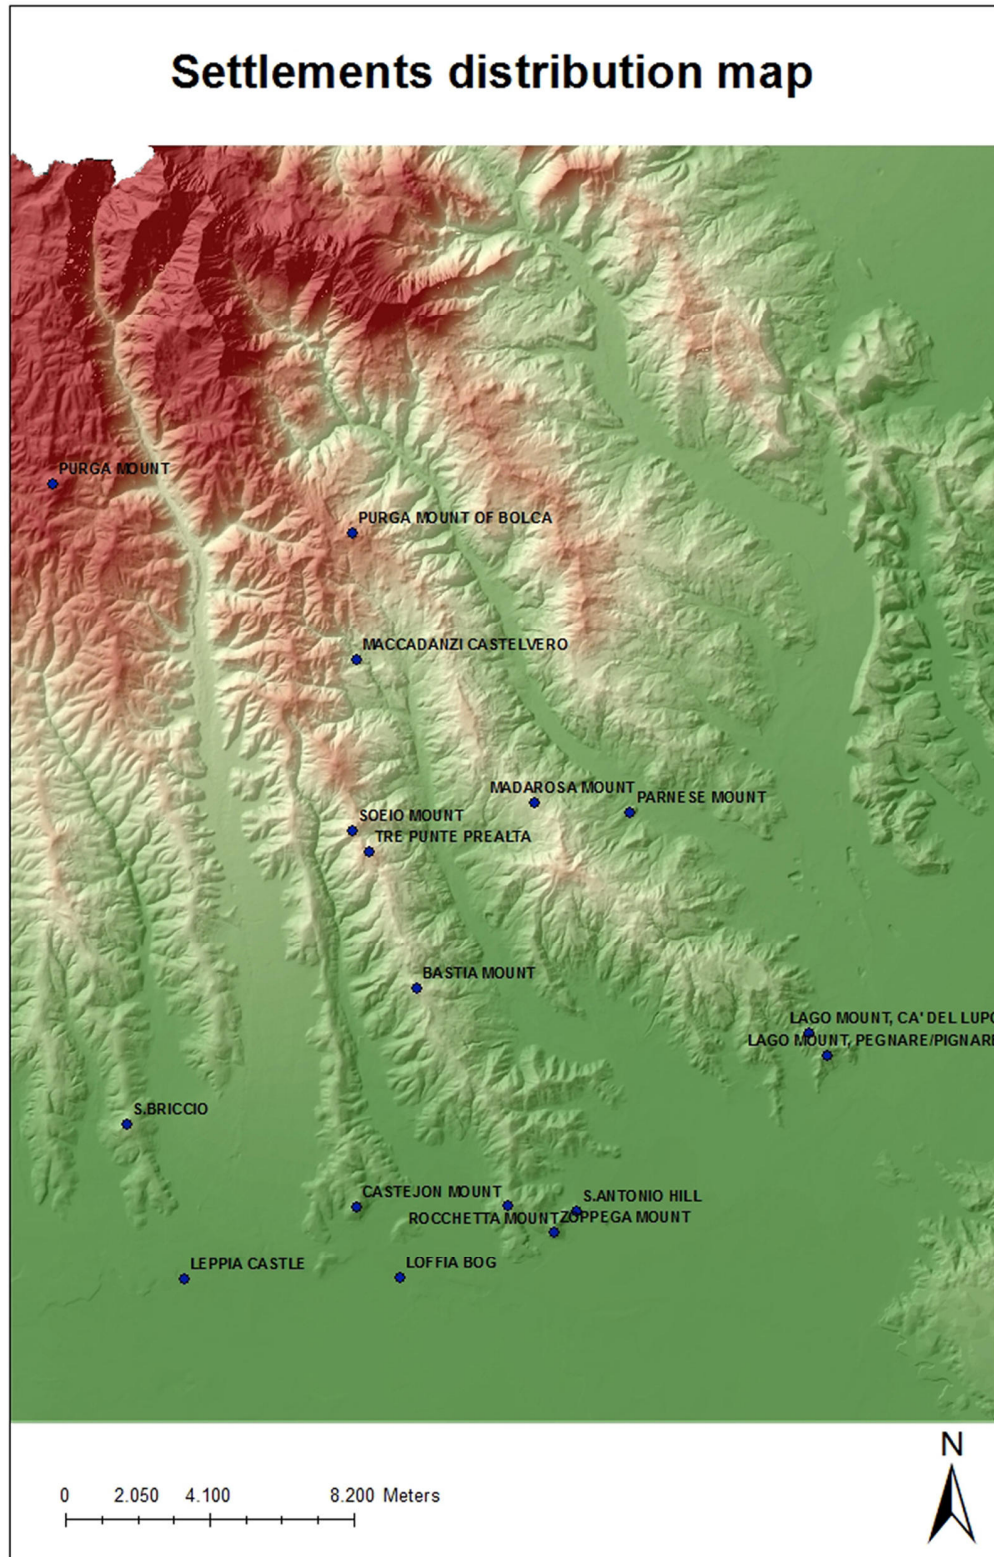 Settlements distribution map
PURGA MOUNT
PURGA MOUNT OF BOLCA
MACCADANZI CASTELVERO
MADAROSA MOUNT
PARNESE MOUNT
SOEIO MOUNT
TRE PUNTE PREALTA
BASTIA MOUNT
LAGO MOUNT, CA' DEL LUPO
LAGO MOUNT, PEGNARE/PIGNARE
S.BRICCIO
CASTEJON MOUNT
S.ANTONIO HILL
ROCCHETTA MOUNT
ZOPPEGA MOUNT
LEPPIA CASTLE
LOFFIA BOG
N
0 2.050 4.100 8.200 Meters